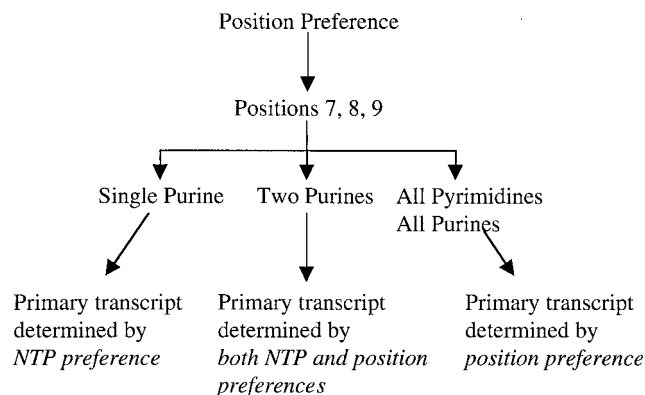 Position Preference
Positions 7, 8, 9
Single Purine
Two Purines
All Pyrimidines
All Purines
Primary transcript
determined by
NTP preference
Primary transcript
determined by
both NTP and position
preferences
Primary transcript
determined by
position preference